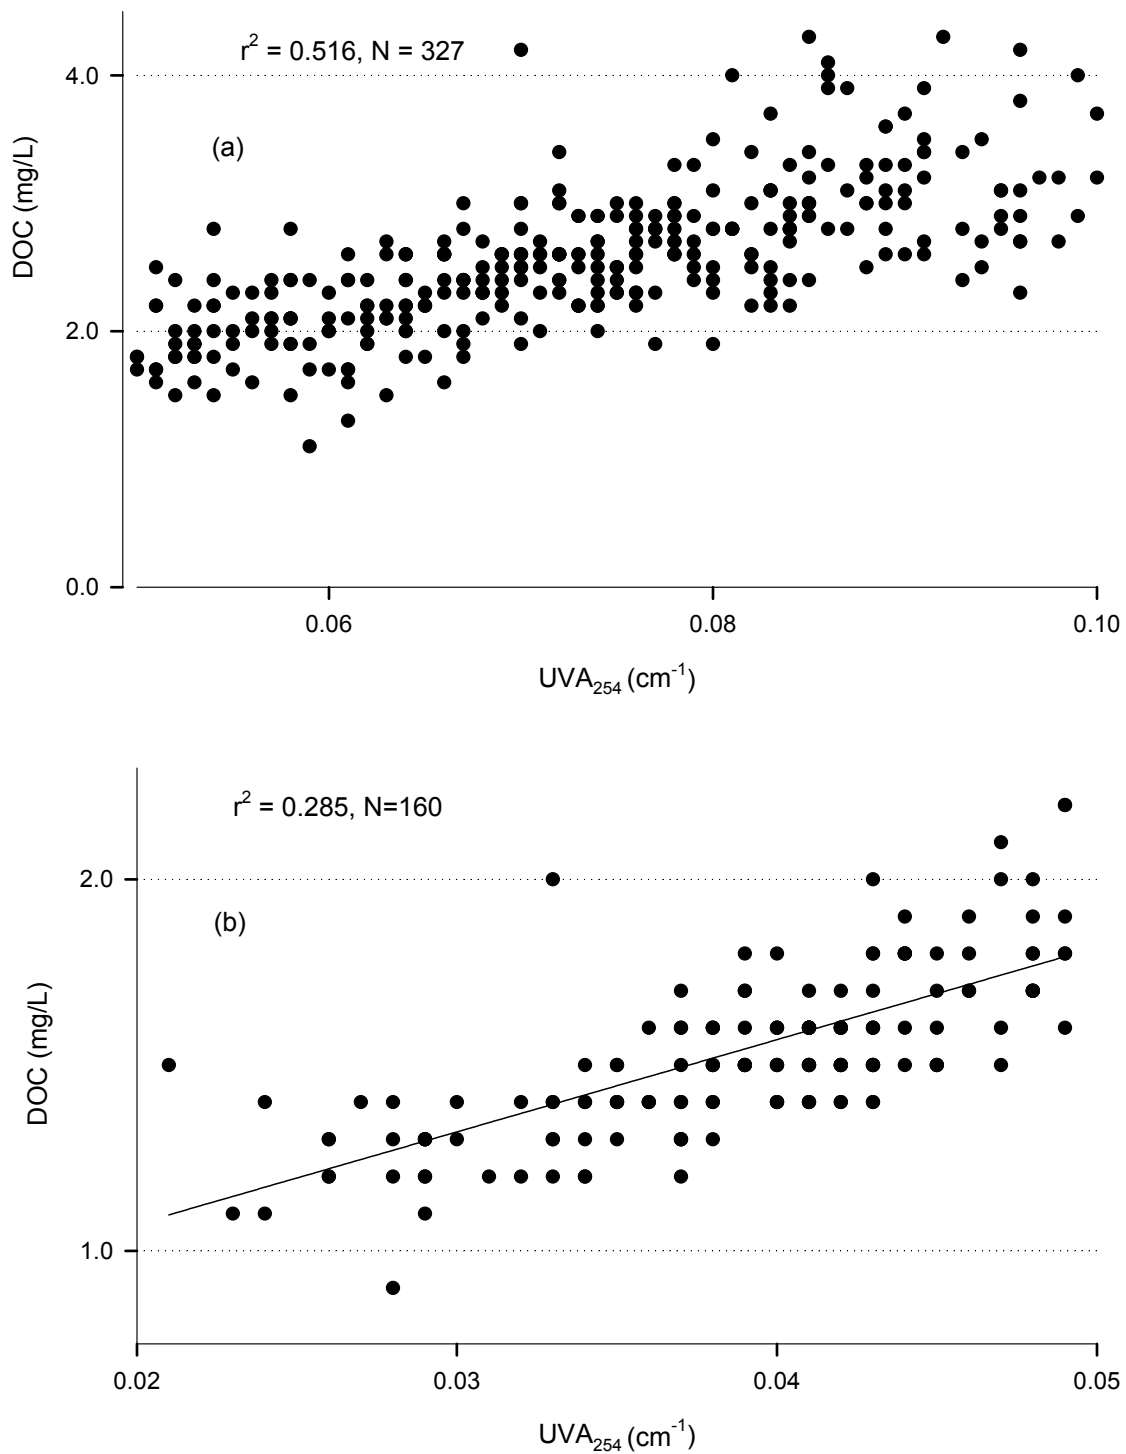 r² = 0.516, N = 327
4.0
(a)
DOC (mg/L)
2.0
0.0
0.06 0.08 0.10
UVA₂₅₄ (cm⁻¹)
r² = 0.285, N=160
2.0
(b)
DOC (mg/L)
1.0
0.02 0.03 0.04 0.05
UVA₂₅₄ (cm⁻¹)